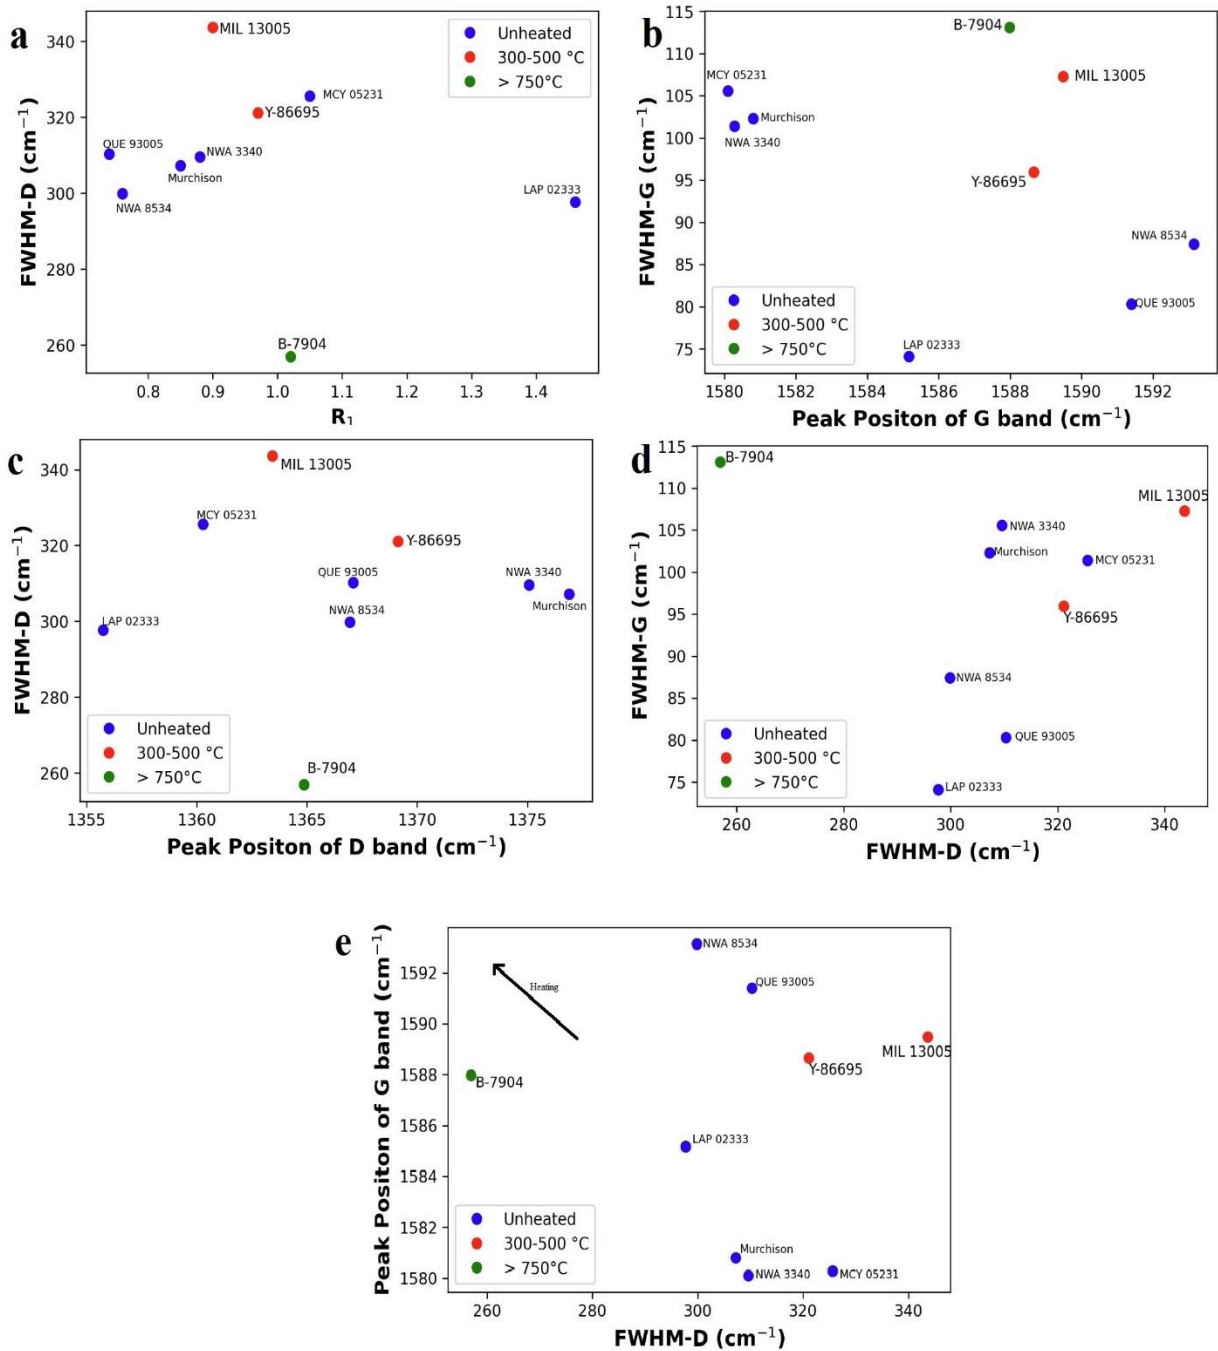 a
FWHM-D (cm⁻¹)
340
320
300
280
260
MIL 13005
MCY 05231
Y-86695
QUE 93005
NWA 3340
Murchison
NWA 8534
LAP 02333
B-7904
Unheated
300-500 °C
> 750°C
0.8 0.9 1.0 1.1 1.2 1.3 1.4
R₁
b
FWHM-G (cm⁻¹)
115
110
105
100
95
90
85
80
75
B-7904
MCY 05231
MIL 13005
Murchison
NWA 3340
Y-86695
NWA 8534
QUE 93005
LAP 02333
Unheated
300-500 °C
> 750°C
1580 1582 1584 1586 1588 1590 1592
Peak Positon of G band (cm⁻¹)
c
FWHM-D (cm⁻¹)
340
320
300
280
260
MIL 13005
MCY 05231
Y-86695
QUE 93005
NWA 3340
NWA 8534
Murchison
LAP 02333
B-7904
Unheated
300-500 °C
> 750°C
1355 1360 1365 1370 1375
Peak Positon of D band (cm⁻¹)
d
FWHM-G (cm⁻¹)
115
110
105
100
95
90
85
80
75
B-7904
MIL 13005
NWA 3340
Murchison
MCY 05231
Y-86695
NWA 8534
QUE 93005
LAP 02333
Unheated
300-500 °C
> 750°C
260 280 300 320 340
FWHM-D (cm⁻¹)
e
Peak Positon of G band (cm⁻¹)
1592
1590
1588
1586
1584
1582
1580
Heating
NWA 8534
QUE 93005
MIL 13005
Y-86695
B-7904
LAP 02333
Murchison
NWA 3340
MCY 05231
Unheated
300-500 °C
> 750°C
260 280 300 320 340
FWHM-D (cm⁻¹)